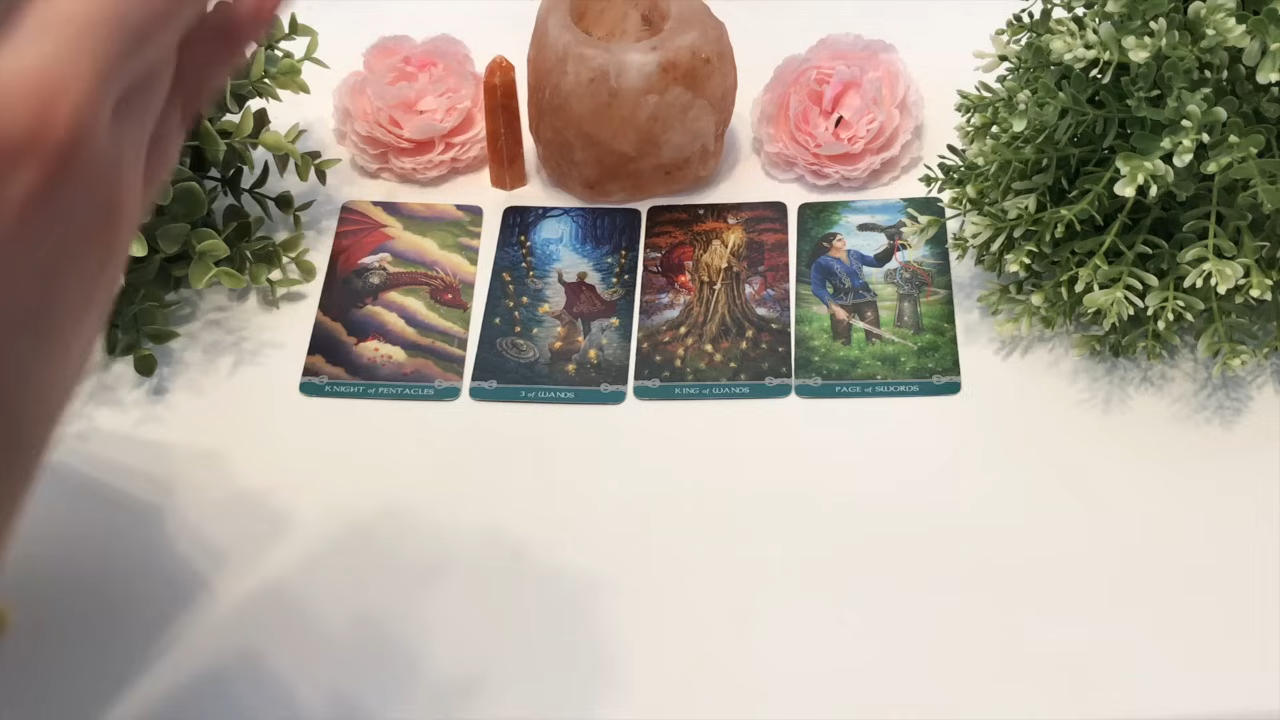 KNIGHT of PENTACLES
3 of WANDS
KING of WANDS
PAGE of SWORDS